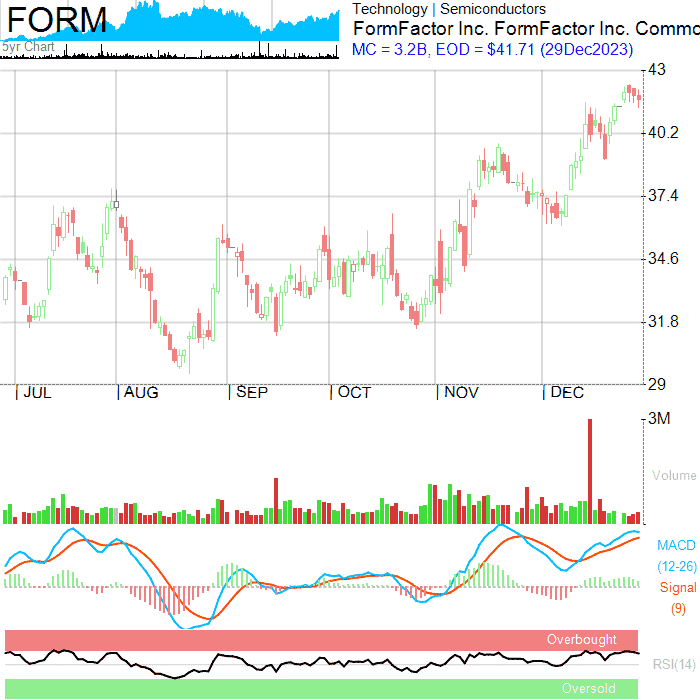 FORM
5yr Chart
Technology | Semiconductors
FormFactor Inc. FormFactor Inc. Commo
MC = 3.2B, EOD = $41.71 (29Dec2023)
43
40.2
37.4
34.6
31.8
29
| JUL | AUG | SEP | OCT | NOV | DEC
3M
Volume
MACD
(12-26)
Signal
(9)
Overbought
RSI(14)
Oversold